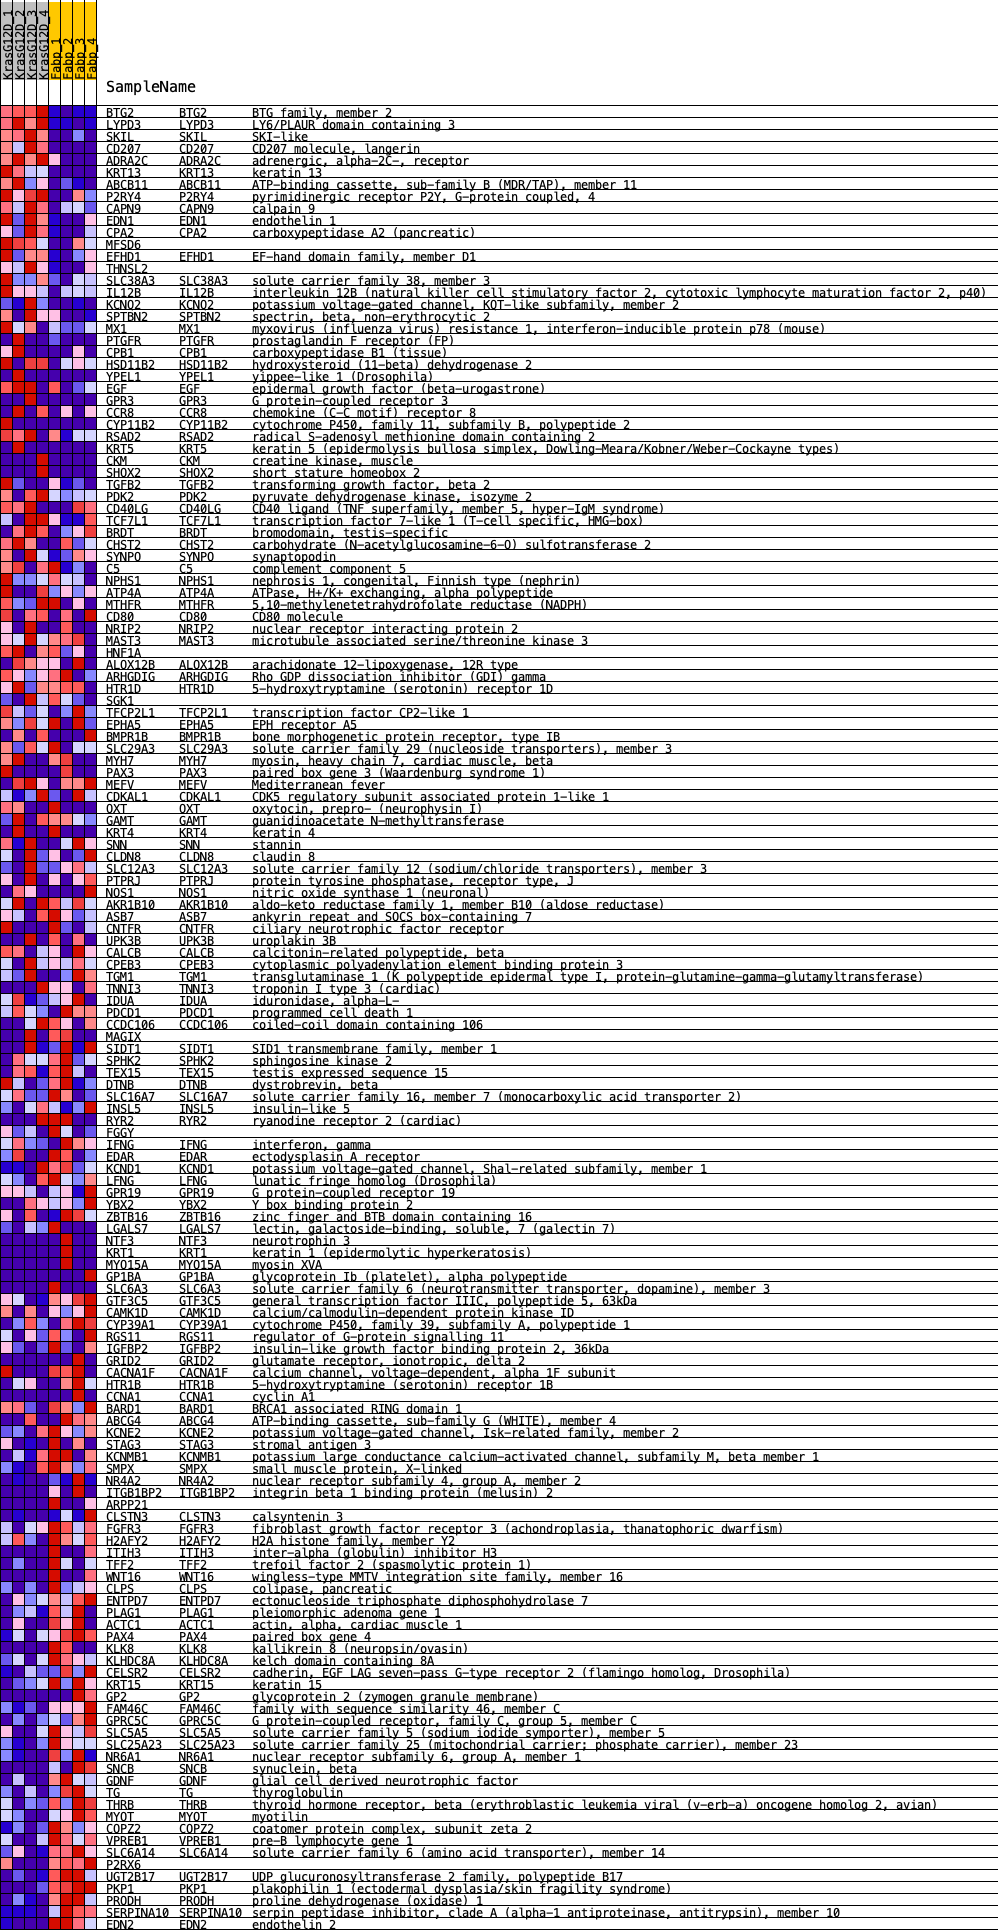 KrasG12D_1
KrasG12D_2
KrasG12D_3
KrasG12D_4
Fabp_1
Fabp_2
Fabp_3
Fabp_4
SampleName
BTG2 BTG2 BTG family, member 2
LYPD3 LYPD3 LY6/PLAUR domain containing 3
SKIL SKIL SKI-like
CD207 CD207 CD207 molecule, langerin
ADRA2C ADRA2C adrenergic, alpha-2C-, receptor
KRT13 KRT13 keratin 13
ABCB11 ABCB11 ATP-binding cassette, sub-family B (MDR/TAP), member 11
P2RY4 P2RY4 pyrimidinergic receptor P2Y, G-protein coupled, 4
CAPN9 CAPN9 calpain 9
EDN1 EDN1 endothelin 1
CPA2 CPA2 carboxypeptidase A2 (pancreatic)
MFSD6
EFHD1 EFHD1 EF-hand domain family, member D1
THNSL2
SLC38A3 SLC38A3 solute carrier family 38, member 3
IL12B IL12B interleukin 12B (natural killer cell stimulatory factor 2, cytotoxic lymphocyte maturation factor 2, p40)
KCNQ2 KCNQ2 potassium voltage-gated channel, KQT-like subfamily, member 2
SPTBN2 SPTBN2 spectrin, beta, non-erythrocytic 2
MX1 MX1 myxovirus (influenza virus) resistance 1, interferon-inducible protein p78 (mouse)
PTGFR PTGFR prostaglandin F receptor (FP)
CPB1 CPB1 carboxypeptidase B1 (tissue)
HSD11B2 HSD11B2 hydroxysteroid (11-beta) dehydrogenase 2
YPEL1 YPEL1 yippee-like 1 (Drosophila)
EGF EGF epidermal growth factor (beta-urogastrone)
GPR3 GPR3 G protein-coupled receptor 3
CCR8 CCR8 chemokine (C-C motif) receptor 8
CYP11B2 CYP11B2 cytochrome P450, family 11, subfamily B, polypeptide 2
RSAD2 RSAD2 radical S-adenosyl methionine domain containing 2
KRT5 KRT5 keratin 5 (epidermolysis bullosa simplex, Dowling-Meara/Kobner/Weber-Cockayne types)
CKM CKM creatine kinase, muscle
SHOX2 SHOX2 short stature homeobox 2
TGFB2 TGFB2 transforming growth factor, beta 2
PDK2 PDK2 pyruvate dehydrogenase kinase, isozyme 2
CD40LG CD40LG CD40 ligand (TNF superfamily, member 5, hyper-IgM syndrome)
TCF7L1 TCF7L1 transcription factor 7-like 1 (T-cell specific, HMG-box)
BRDT BRDT bromodomain, testis-specific
CHST2 CHST2 carbohydrate (N-acetylglucosamine-6-O) sulfotransferase 2
SYNPO SYNPO synaptopodin
C5 C5 complement component 5
NPHS1 NPHS1 nephrosis 1, congenital, Finnish type (nephrin)
ATP4A ATP4A ATPase, H+/K+ exchanging, alpha polypeptide
MTHFR MTHFR 5,10-methylenetetrahydrofolate reductase (NADPH)
CD80 CD80 CD80 molecule
NRIP2 NRIP2 nuclear receptor interacting protein 2
MAST3 MAST3 microtubule associated serine/threonine kinase 3
HNF1A
ALOX12B ALOX12B arachidonate 12-lipoxygenase, 12R type
ARHGDIG ARHGDIG Rho GDP dissociation inhibitor (GDI) gamma
HTR1D HTR1D 5-hydroxytryptamine (serotonin) receptor 1D
SGK1
TFCP2L1 TFCP2L1 transcription factor CP2-like 1
EPHA5 EPHA5 EPH receptor A5
BMPR1B BMPR1B bone morphogenetic protein receptor, type IB
SLC29A3 SLC29A3 solute carrier family 29 (nucleoside transporters), member 3
MYH7 MYH7 myosin, heavy chain 7, cardiac muscle, beta
PAX3 PAX3 paired box gene 3 (Waardenburg syndrome 1)
MEFV MEFV Mediterranean fever
CDKAL1 CDKAL1 CDK5 regulatory subunit associated protein 1-like 1
OXT OXT oxytocin, prepro- (neurophysin I)
GAMT GAMT guanidinoacetate N-methyltransferase
KRT4 KRT4 keratin 4
SNN SNN stannin
CLDN8 CLDN8 claudin 8
SLC12A3 SLC12A3 solute carrier family 12 (sodium/chloride transporters), member 3
PTPRJ PTPRJ protein tyrosine phosphatase, receptor type, J
NOS1 NOS1 nitric oxide synthase 1 (neuronal)
AKR1B10 AKR1B10 aldo-keto reductase family 1, member B10 (aldose reductase)
ASB7 ASB7 ankyrin repeat and SOCS box-containing 7
CNTFR CNTFR ciliary neurotrophic factor receptor
UPK3B UPK3B uroplakin 3B
CALCB CALCB calcitonin-related polypeptide, beta
CPEB3 CPEB3 cytoplasmic polyadenylation element binding protein 3
TGM1 TGM1 transglutaminase 1 (K polypeptide epidermal type I, protein-glutamine-gamma-glutamyltransferase)
TNNI3 TNNI3 troponin I type 3 (cardiac)
IDUA IDUA iduronidase, alpha-L-
PDCD1 PDCD1 programmed cell death 1
CCDC106 CCDC106 coiled-coil domain containing 106
MAGIX
SIDT1 SIDT1 SID1 transmembrane family, member 1
SPHK2 SPHK2 sphingosine kinase 2
TEX15 TEX15 testis expressed sequence 15
DTNB DTNB dystrobrevin, beta
SLC16A7 SLC16A7 solute carrier family 16, member 7 (monocarboxylic acid transporter 2)
INSL5 INSL5 insulin-like 5
RYR2 RYR2 ryanodine receptor 2 (cardiac)
FGGY
IFNG IFNG interferon, gamma
EDAR EDAR ectodysplasin A receptor
KCND1 KCND1 potassium voltage-gated channel, Shal-related subfamily, member 1
LFNG LFNG lunatic fringe homolog (Drosophila)
GPR19 GPR19 G protein-coupled receptor 19
YBX2 YBX2 Y box binding protein 2
ZBTB16 ZBTB16 zinc finger and BTB domain containing 16
LGALS7 LGALS7 lectin, galactoside-binding, soluble, 7 (galectin 7)
NTF3 NTF3 neurotrophin 3
KRT1 KRT1 keratin 1 (epidermolytic hyperkeratosis)
MYO15A MYO15A myosin XVA
GP1BA GP1BA glycoprotein Ib (platelet), alpha polypeptide
SLC6A3 SLC6A3 solute carrier family 6 (neurotransmitter transporter, dopamine), member 3
GTF3C5 GTF3C5 general transcription factor IIIC, polypeptide 5, 63kDa
CAMK1D CAMK1D calcium/calmodulin-dependent protein kinase ID
CYP39A1 CYP39A1 cytochrome P450, family 39, subfamily A, polypeptide 1
RGS11 RGS11 regulator of G-protein signalling 11
IGFBP2 IGFBP2 insulin-like growth factor binding protein 2, 36kDa
GRID2 GRID2 glutamate receptor, ionotropic, delta 2
CACNA1F CACNA1F calcium channel, voltage-dependent, alpha 1F subunit
HTR1B HTR1B 5-hydroxytryptamine (serotonin) receptor 1B
CCNA1 CCNA1 cyclin A1
BARD1 BARD1 BRCA1 associated RING domain 1
ABCG4 ABCG4 ATP-binding cassette, sub-family G (WHITE), member 4
KCNE2 KCNE2 potassium voltage-gated channel, Isk-related family, member 2
STAG3 STAG3 stromal antigen 3
KCNMB1 KCNMB1 potassium large conductance calcium-activated channel, subfamily M, beta member 1
SMPX SMPX small muscle protein, X-linked
NR4A2 NR4A2 nuclear receptor subfamily 4, group A, member 2
ITGB1BP2 ITGB1BP2 integrin beta 1 binding protein (melusin) 2
ARPP21
CLSTN3 CLSTN3 calsyntenin 3
FGFR3 FGFR3 fibroblast growth factor receptor 3 (achondroplasia, thanatophoric dwarfism)
H2AFY2 H2AFY2 H2A histone family, member Y2
ITIH3 ITIH3 inter-alpha (globulin) inhibitor H3
TFF2 TFF2 trefoil factor 2 (spasmolytic protein 1)
WNT16 WNT16 wingless-type MMTV integration site family, member 16
CLPS CLPS colipase, pancreatic
ENTPD7 ENTPD7 ectonucleoside triphosphate diphosphohydrolase 7
PLAG1 PLAG1 pleiomorphic adenoma gene 1
ACTC1 ACTC1 actin, alpha, cardiac muscle 1
PAX4 PAX4 paired box gene 4
KLK8 KLK8 kallikrein 8 (neuropsin/ovasin)
KLHDC8A KLHDC8A kelch domain containing 8A
CELSR2 CELSR2 cadherin, EGF LAG seven-pass G-type receptor 2 (flamingo homolog, Drosophila)
KRT15 KRT15 keratin 15
GP2 GP2 glycoprotein 2 (zymogen granule membrane)
FAM46C FAM46C family with sequence similarity 46, member C
GPRC5C GPRC5C G protein-coupled receptor, family C, group 5, member C
SLC5A5 SLC5A5 solute carrier family 5 (sodium iodide symporter), member 5
SLC25A23 SLC25A23 solute carrier family 25 (mitochondrial carrier; phosphate carrier), member 23
NR6A1 NR6A1 nuclear receptor subfamily 6, group A, member 1
SNCB SNCB synuclein, beta
GDNF GDNF glial cell derived neurotrophic factor
TG TG thyroglobulin
THRB THRB thyroid hormone receptor, beta (erythroblastic leukemia viral (v-erb-a) oncogene homolog 2, avian)
MYOT MYOT myotilin
COPZ2 COPZ2 coatomer protein complex, subunit zeta 2
VPREB1 VPREB1 pre-B lymphocyte gene 1
SLC6A14 SLC6A14 solute carrier family 6 (amino acid transporter), member 14
P2RX6
UGT2B17 UGT2B17 UDP glucuronosyltransferase 2 family, polypeptide B17
PKP1 PKP1 plakophilin 1 (ectodermal dysplasia/skin fragility syndrome)
PRODH PRODH proline dehydrogenase (oxidase) 1
SERPINA10 SERPINA10 serpin peptidase inhibitor, clade A (alpha-1 antiproteinase, antitrypsin), member 10
EDN2 EDN2 endothelin 2